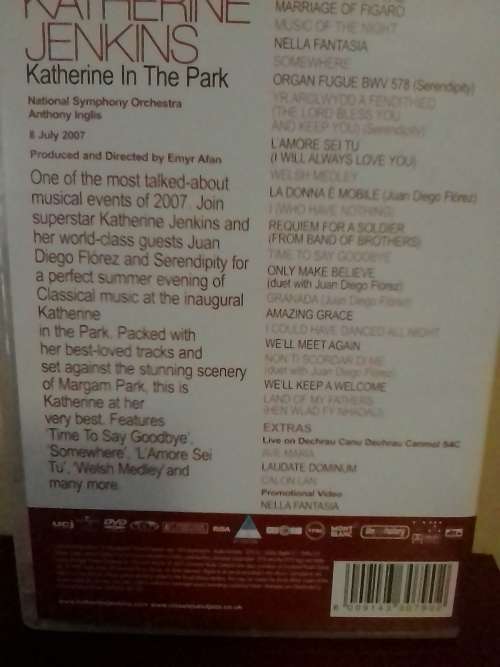 KATHERINE
JENKINS
Katherine In The Park
National Symphony Orchestra
Anthony Inglis
8 July 2007
Produced and Directed by Emyr Afan
One of the most talked-about
musical events of 2007. Join
superstar Katherine Jenkins and
her world-class guests Juan
Diego Flórez and Serendipity for
a perfect summer evening of
Classical music at the inaugural
Katherine
in the Park. Packed with
her best-loved tracks and
set against the stunning scenery
of Margam Park, this is
Katherine at her
very best. Features
'Time To Say Goodbye',
'Somewhere', 'L'Amore Sei
Tu', 'Welsh Medley' and
many more.
MARRIAGE OF FIGARO
MUSIC OF THE NIGHT
NELLA FANTASIA
SOMEWHERE
ORGAN FUGUE BWV 578 (Serendipity)
YR ARGLWYDD A FENDITHIED
(THE LORD BLESS YOU
AND KEEP YOU) (Serendipity)
L'AMORE SEI TU
(I WILL ALWAYS LOVE YOU)
WELSH MEDLEY
LA DONNA È MOBILE (Juan Diego Flórez)
I (WHO HAVE NOTHING)
REQUIEM FOR A SOLDIER
(FROM BAND OF BROTHERS)
TIME TO SAY GOODBYE
ONLY MAKE BELIEVE
(duet with Juan Diego Flórez)
GRANADA (Juan Diego Flórez)
AMAZING GRACE
I COULD HAVE DANCED ALL NIGHT
WE'LL MEET AGAIN
NON TI SCORDAR DI ME
(duet with Juan Diego Flórez)
WE'LL KEEP A WELCOME
LAND OF MY FATHERS
(HEN WLAD FY NHADAU)
EXTRAS
Live on Dechrau Canu Dechrau Canmol S4C
AVE MARIA
LAUDATE DOMINUM
CALON LAN
Promotional Video
NELLA FANTASIA
ucj
DVD
MONT BLANC